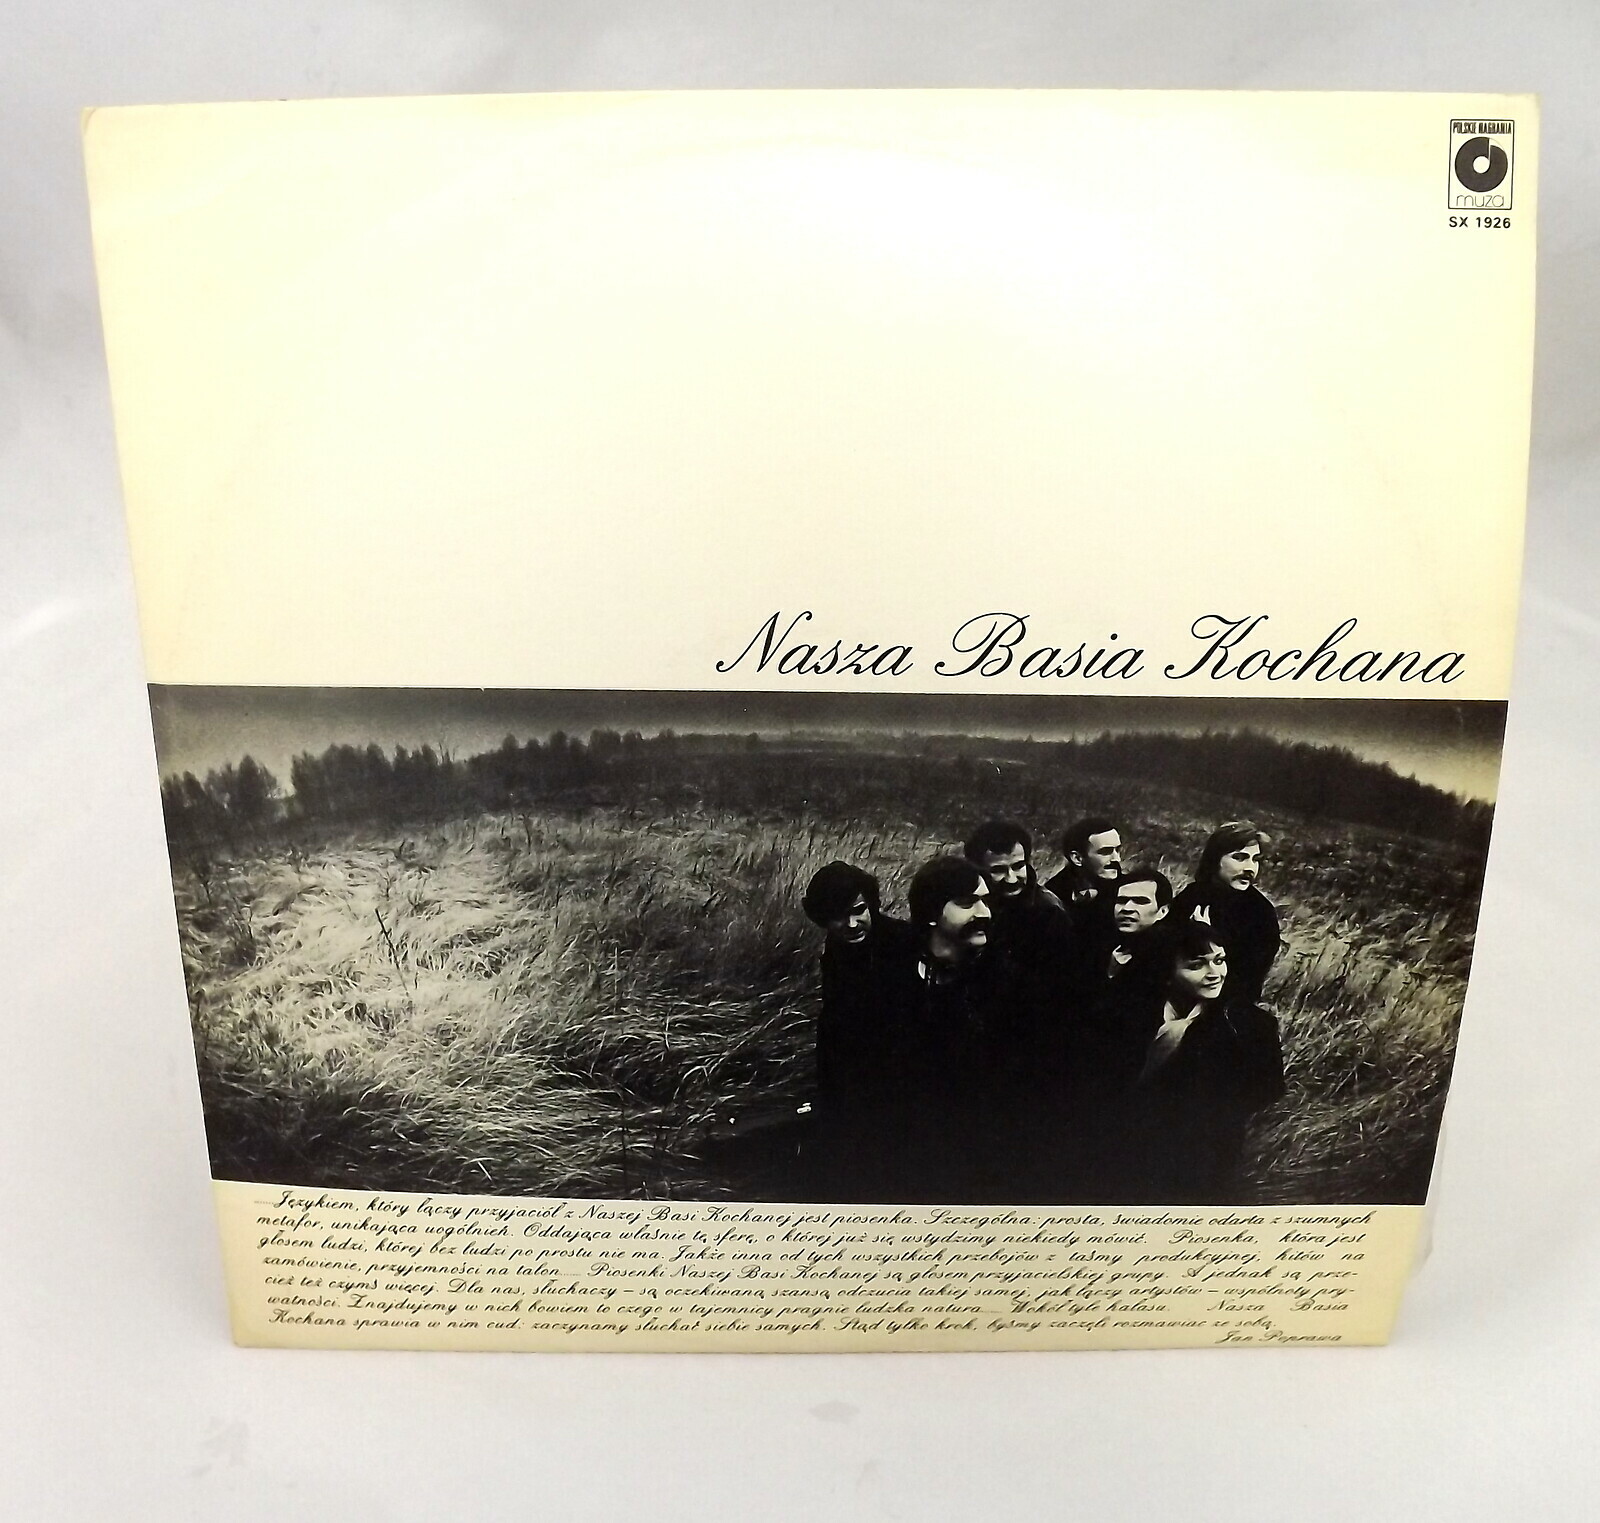 POLSKIE NAGRANIA
muza
SX 1926
Nasza Basia Kochana
Językiem, który łączy przyjaciół z Naszej Basi Kochanej jest piosenka. Szczególna: prosta, świadomie odarta z szumnych
metafor, unikająca uogólnień. Oddająca właśnie tę sferę, o której już się wstydzimy niekiedy mówić. Piosenka, która jest
głosem ludzi, której bez ludzi po prostu nie ma. Jakże inna od tych wszystkich przebojów z taśmy produkcyjnej, hitów na
zamówienie, przyjemności na talon...... Piosenki Naszej Basi Kochanej są głosem przyjacielskiej grupy. A jednak są prze-
cież też czymś więcej. Dla nas, słuchaczy – są oczekiwaną szansą odczucia takiej samej, jak łączy artystów – wspólnoty pry-
watności. Znajdujemy w nich bowiem to czego w tajemnicy pragnie ludzka natura...... Wokół tyle hałasu. Nasza Basia
Kochana sprawia w nim cud: zaczynamy słuchać siebie samych. Stąd tylko krok, byśmy zaczęli rozmawiać ze sobą.
Jan Poprawa